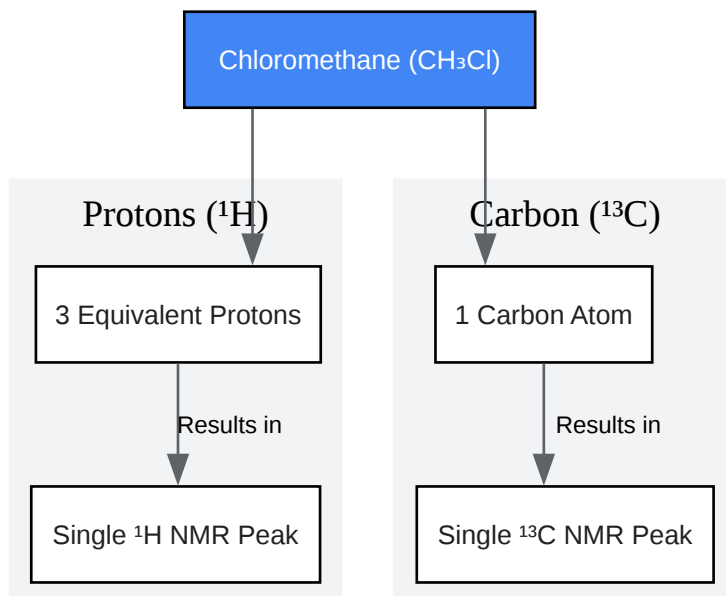 Chloromethane (CH₃Cl)
Protons (¹H)
Carbon (¹³C)
3 Equivalent Protons
1 Carbon Atom
Results in
Results in
Single ¹H NMR Peak
Single ¹³C NMR Peak